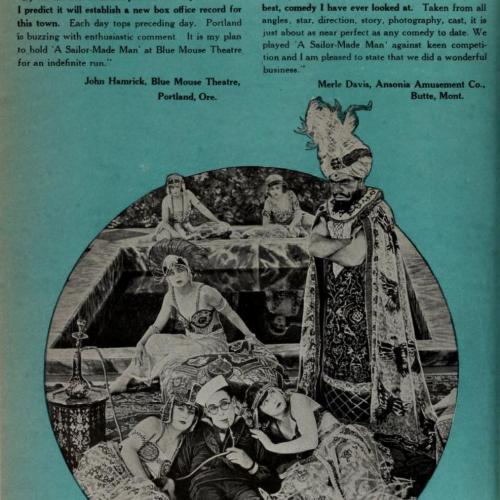 I predict it will establish a new box office record for
this town. Each day tops preceding day. Portland
is buzzing with enthusiastic comment. It is my plan
to hold 'A Sailor-Made Man' at Blue Mouse Theatre
for an indefinite run."
John Hamrick, Blue Mouse Theatre,
Portland, Ore.
best, comedy I have ever looked at. Taken from all
angles, star, direction, story, photography, cast, it is
just about as near perfect as any comedy to date. We
played 'A Sailor-Made Man' against keen competi-
tion and I am pleased to state that we did a wonderful
business."
Merle Davis, Ansonia Amusement Co.,
Butte, Mont.